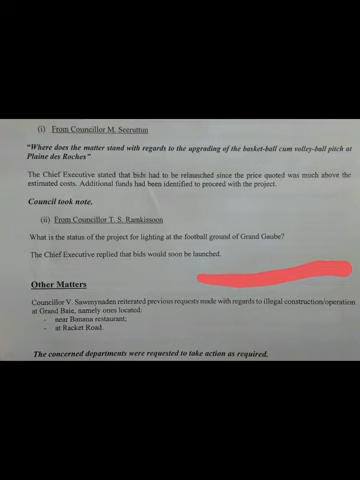 (i) From Councillor M. Seeruttun
"Where does the matter stand with regards to the upgrading of the basket-ball cum volley-ball pitch at
Plaine des Roches"
The Chief Executive stated that bids had to be relaunched since the price quoted was much above the
estimated costs. Additional funds had been identified to proceed with the project.
Council took note.
(ii) From Councillor T. S. Ramkissoon
What is the status of the project for lighting at the football ground of Grand Gaube?
The Chief Executive replied that bids would soon be launched.
Other Matters
Councillor V. Sawmynaden reiterated previous requests made with regards to illegal construction/operation
at Grand Baie, namely ones located:
- near Banana restaurant;
- at Racket Road.
The concerned departments were requested to take action as required.